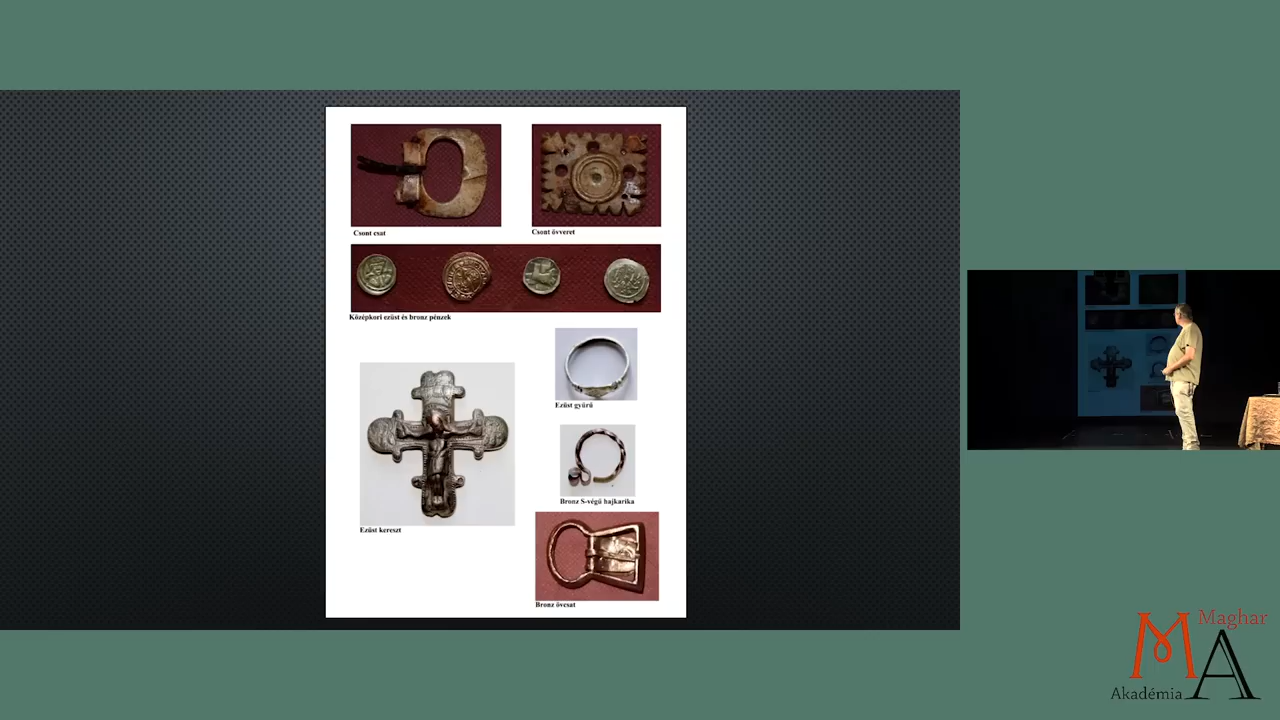 Csont csat
Csont övveret
Középkori ezüst és bronz pénzek
Ezüst gyűrű
Bronz S-végű hajkarika
Ezüst kereszt
Bronz övcsat
Maghar
MA
Akadémia